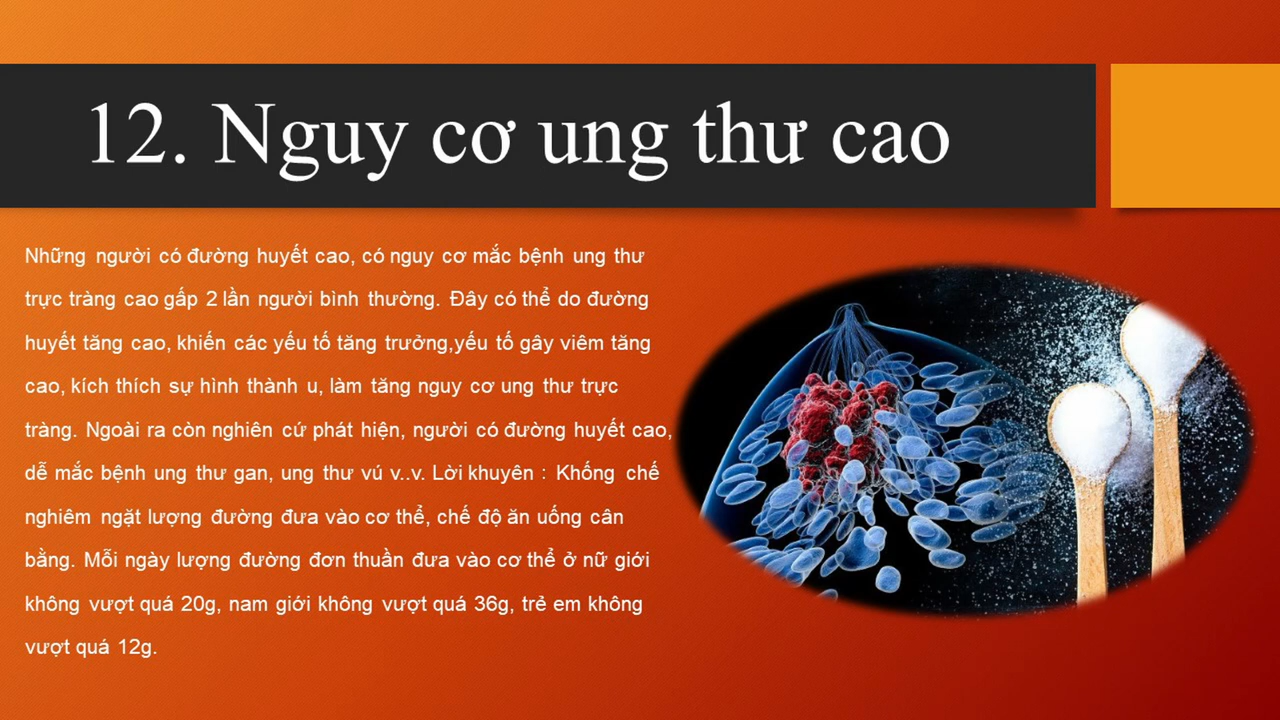 12. Nguy cơ ung thư cao
Những người có đường huyết cao, có nguy cơ mắc bệnh ung thư
trực tràng cao gấp 2 lần người bình thường. Đây có thể do đường
huyết tăng cao, khiến các yếu tố tăng trưởng,yếu tố gây viêm tăng
cao, kích thích sự hình thành u, làm tăng nguy cơ ung thư trực
tràng. Ngoài ra còn nghiên cứ phát hiện, người có đường huyết cao,
dễ mắc bệnh ung thư gan, ung thư vú v..v. Lời khuyên : Khống chế
nghiêm ngặt lượng đường đưa vào cơ thể, chế độ ăn uống cân
bằng. Mỗi ngày lượng đường đơn thuần đưa vào cơ thể ở nữ giới
không vượt quá 20g, nam giới không vượt quá 36g, trẻ em không
vượt quá 12g.